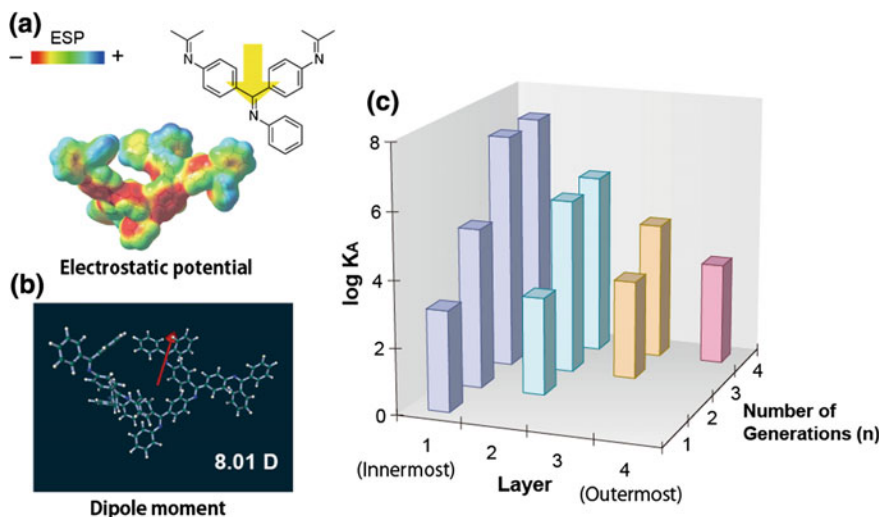 (a)
ESP
− +
N
N
N
Electrostatic potential
(b)
8.01 D
Dipole moment
(c)
log KA
8
6
4
2
0
1
2
3
4
(Innermost)
(Outermost)
Layer
1
2
3
4
Number of
Generations (n)